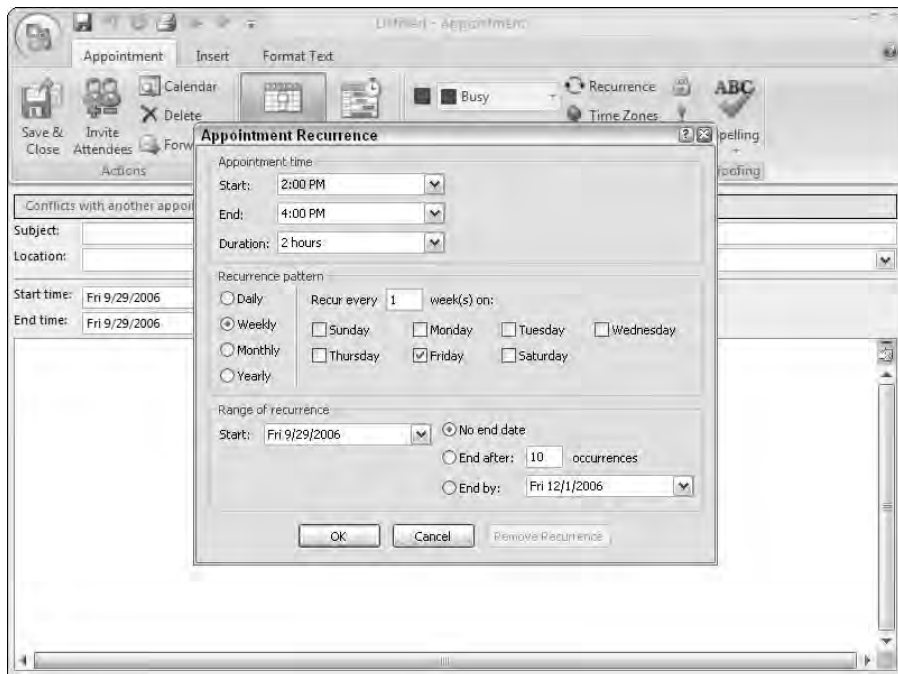 Untitled - Appointment
Appointment Insert Format Text
Save & Close
Invite Attendees
Calendar
Delete
Forw
Actions
Busy
Recurrence
Time Zones
ABC
pelling
roofing
Conflicts with another appoi
Subject:
Location:
Start time: Fri 9/29/2006
End time: Fri 9/29/2006
Appointment Recurrence
Appointment time
Start: 2:00 PM
End: 4:00 PM
Duration: 2 hours
Recurrence pattern
Daily
Weekly
Monthly
Yearly
Recur every 1 week(s) on:
Sunday Monday Tuesday Wednesday
Thursday Friday Saturday
Range of recurrence
Start: Fri 9/29/2006
No end date
End after: 10 occurrences
End by: Fri 12/1/2006
OK Cancel Remove Recurrence